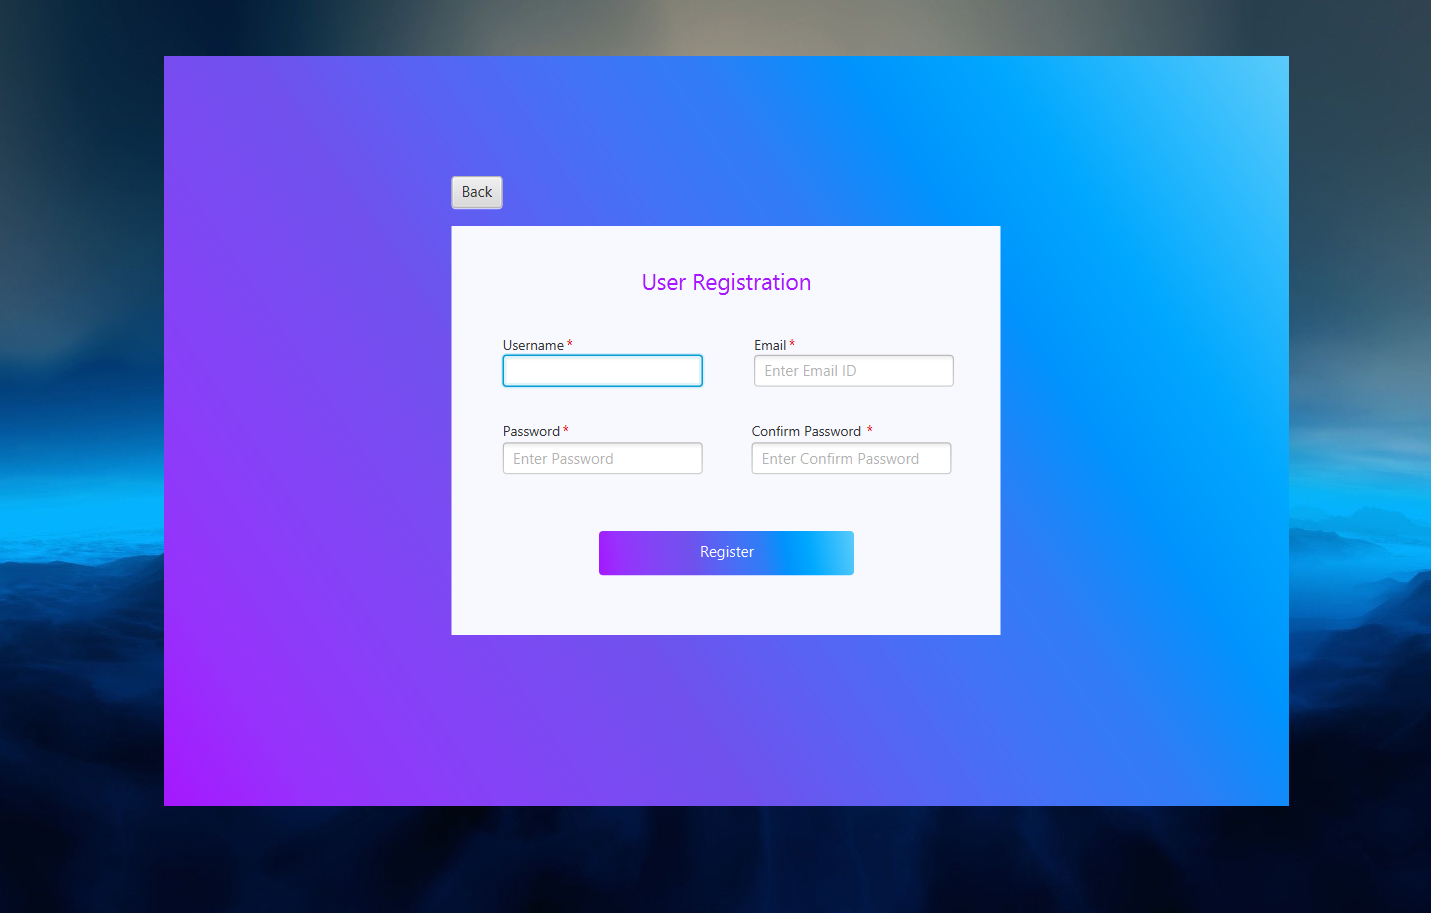 Back
User Registration
Username *
Email *
Enter Email ID
Password *
Confirm Password *
Enter Password
Enter Confirm Password
Register